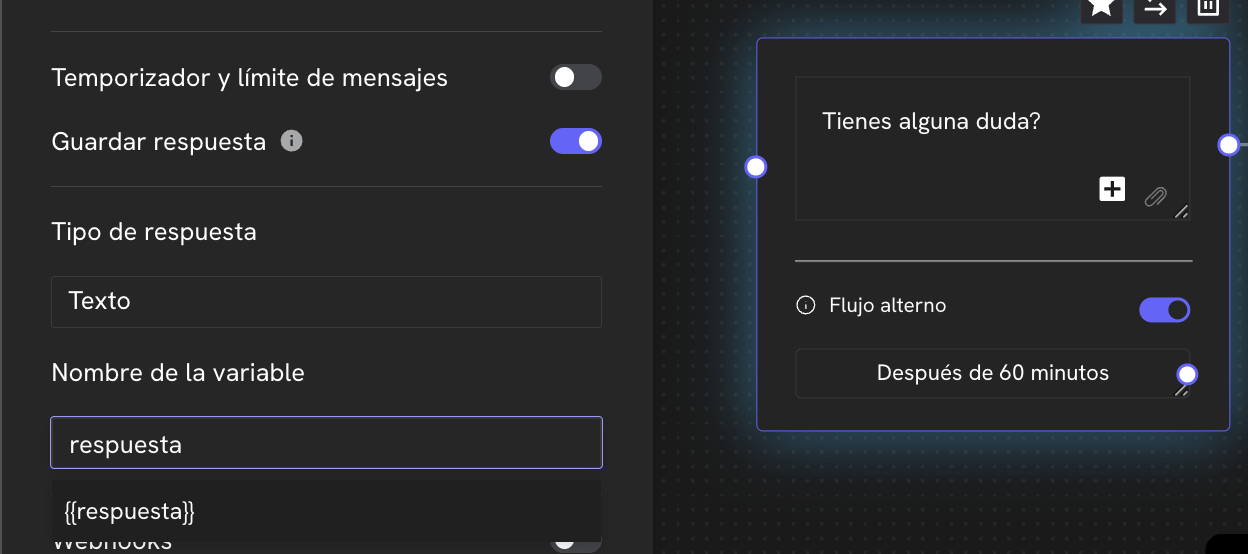 Temporizador y límite de mensajes
Guardar respuesta
Tipo de respuesta
Texto
Nombre de la variable
respuesta
{{respuesta}}
Webhooks
Tienes alguna duda?
Flujo alterno
Después de 60 minutos